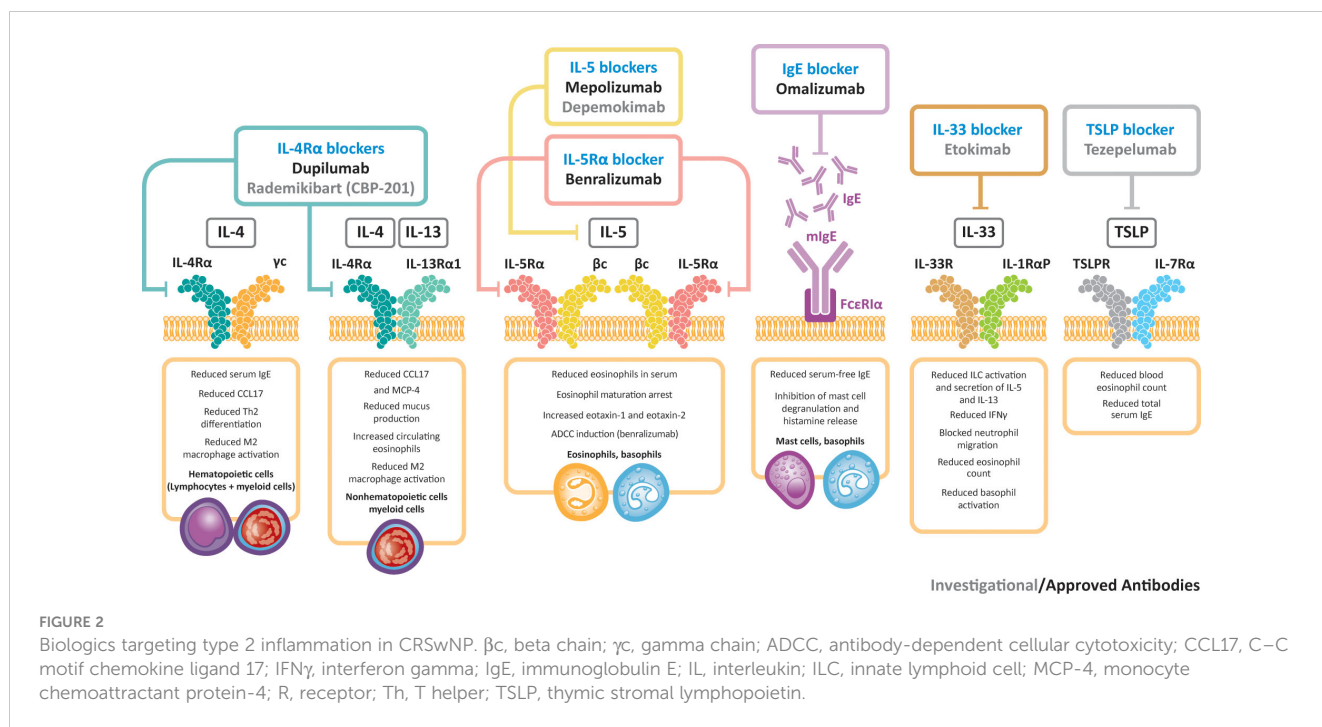 IL-5 blockers
Mepolizumab
Depemokimab
IgE blocker
Omalizumab
IL-4Rα blockers
Dupilumab
Rademikibart (CBP-201)
IL-5Rα blocker
Benralizumab
IL-33 blocker
Etokimab
TSLP blocker
Tezepelumab
IgE
mIgE
FcεRIα
IL-4
IL-4
IL-13
IL-5
IL-33
TSLP
IL-4Rα
γc
IL-4Rα
IL-13Rα1
IL-5Rα
βc
βc
IL-5Rα
IL-33R
IL-1RαP
TSLPR
IL-7Rα
Reduced serum IgE
Reduced CCL17
Reduced Th2
differentiation
Reduced M2
macrophage activation
Hematopoietic cells
(Lymphocytes + myeloid cells)
Reduced CCL17
and MCP-4
Reduced mucus
production
Increased circulating
eosinophils
Reduced M2
macrophage activation
Nonhematopoietic cells
myeloid cells
Reduced eosinophils in serum
Eosinophil maturation arrest
Increased eotaxin-1 and eotaxin-2
ADCC induction (benralizumab)
Eosinophils, basophils
Reduced serum-free IgE
Inhibition of mast cell
degranulation and
histamine release
Mast cells, basophils
Reduced ILC activation
and secretion of IL-5
and IL-13
Reduced IFNγ
Blocked neutrophil
migration
Reduced eosinophil
count
Reduced basophil
activation
Reduced blood
eosinophil count
Reduced total
serum IgE
Investigational/Approved Antibodies
FIGURE 2
Biologics targeting type 2 inflammation in CRSwNP. βc, beta chain; γc, gamma chain; ADCC, antibody-dependent cellular cytotoxicity; CCL17, C–C
motif chemokine ligand 17; IFNγ, interferon gamma; IgE, immunoglobulin E; IL, interleukin; ILC, innate lymphoid cell; MCP-4, monocyte
chemoattractant protein-4; R, receptor; Th, T helper; TSLP, thymic stromal lymphopoietin.